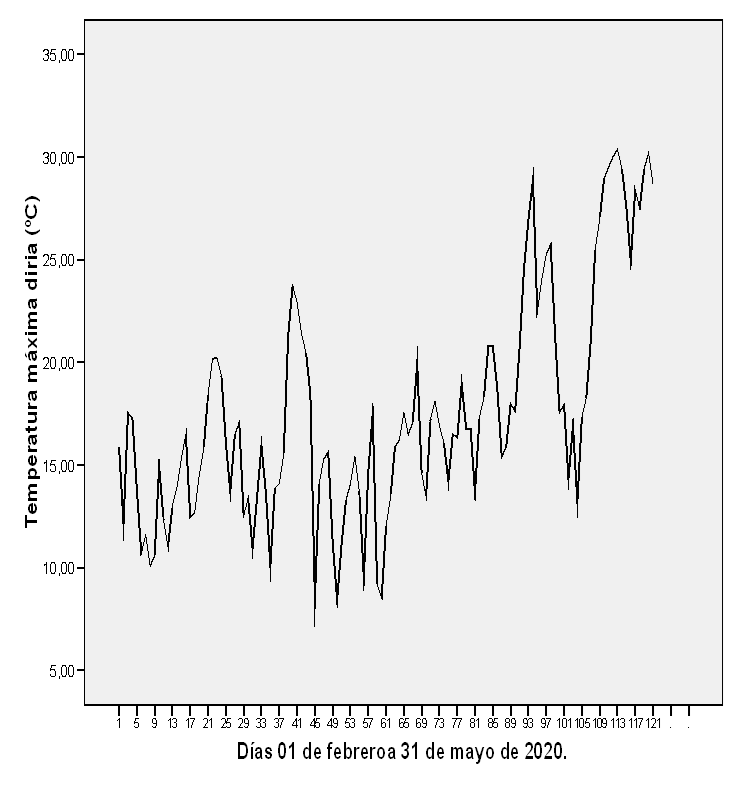 35,00
30,00
25,00
20,00
15,00
10,00
5,00
Temperatura máxima diria (ºC)
1 5 9 13 17 21 25 29 33 37 41 45 49 53 57 61 65 69 73 77 81 85 89 93 97 101 105 109 113 117 121 . .
Días 01 de febreroa 31 de mayo de 2020.